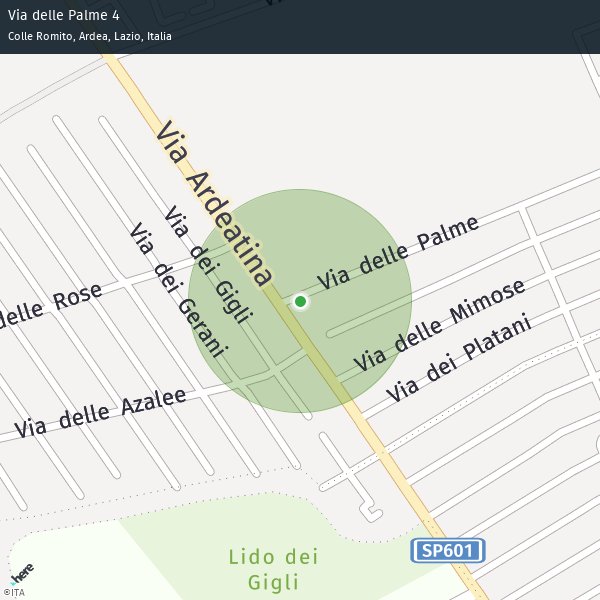 Via delle Palme 4
Colle Romito, Ardea, Lazio, Italia
Via Ardeatina
Via delle Palme
Via dei Gigli
Via dei Gerani
delle Rose
Via delle Mimose
Via dei Platani
Via delle Azalee
SP601
Lido dei
Gigli
here
©ITA